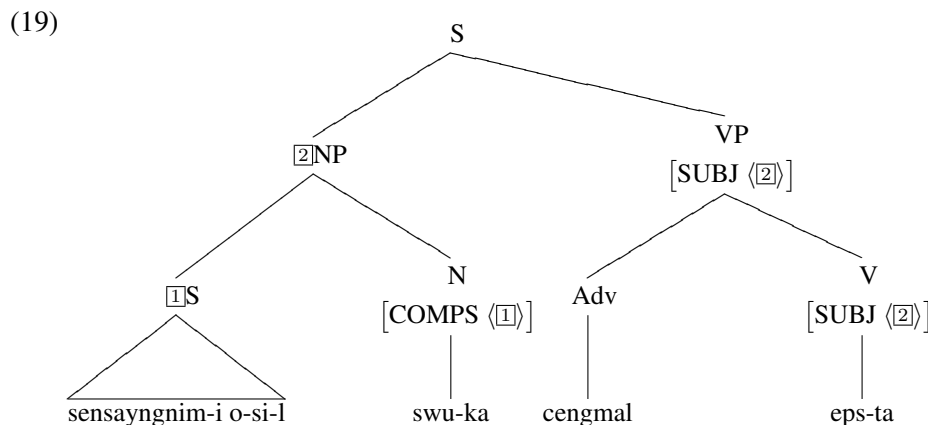 (19)
S
2NP
VP
[SUBJ ⟨2⟩]
1S
N
[COMPS ⟨1⟩]
Adv
V
[SUBJ ⟨2⟩]
sensayngnim-i o-si-l swu-ka cengmal eps-ta